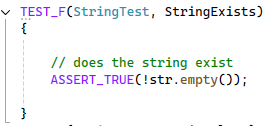 TEST_F(StringTest, StringExists)
{
// does the string exist
ASSERT_TRUE(!str.empty());
}